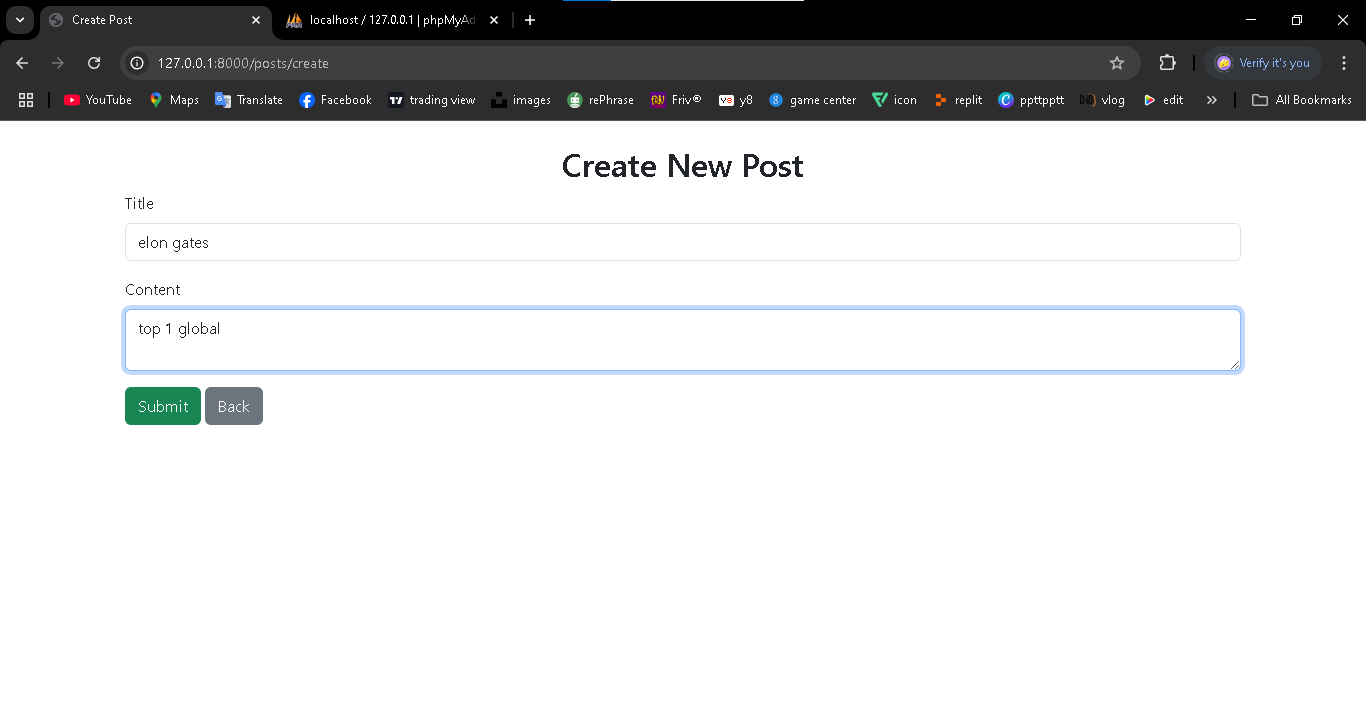 Create Post
localhost / 127.0.0.1 | phpMyAd
127.0.0.1:8000/posts/create
Verify it's you
YouTube Maps Translate Facebook trading view images rePhrase Friv® y8 game center icon replit ppttpptt vlog edit » All Bookmarks
Create New Post
Title
elon gates
Content
top 1 global
Submit Back